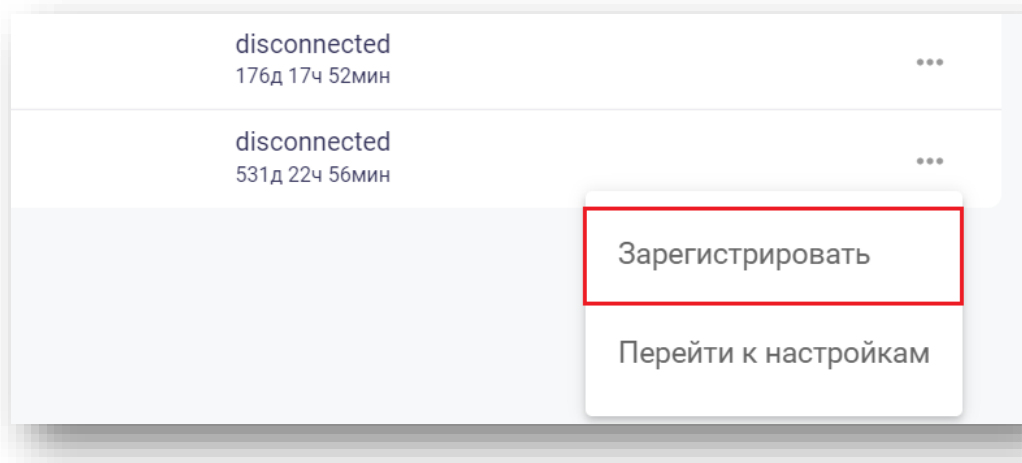 disconnected
176д 17ч 52мин
disconnected
531д 22ч 56мин
Зарегистрировать
Перейти к настройкам